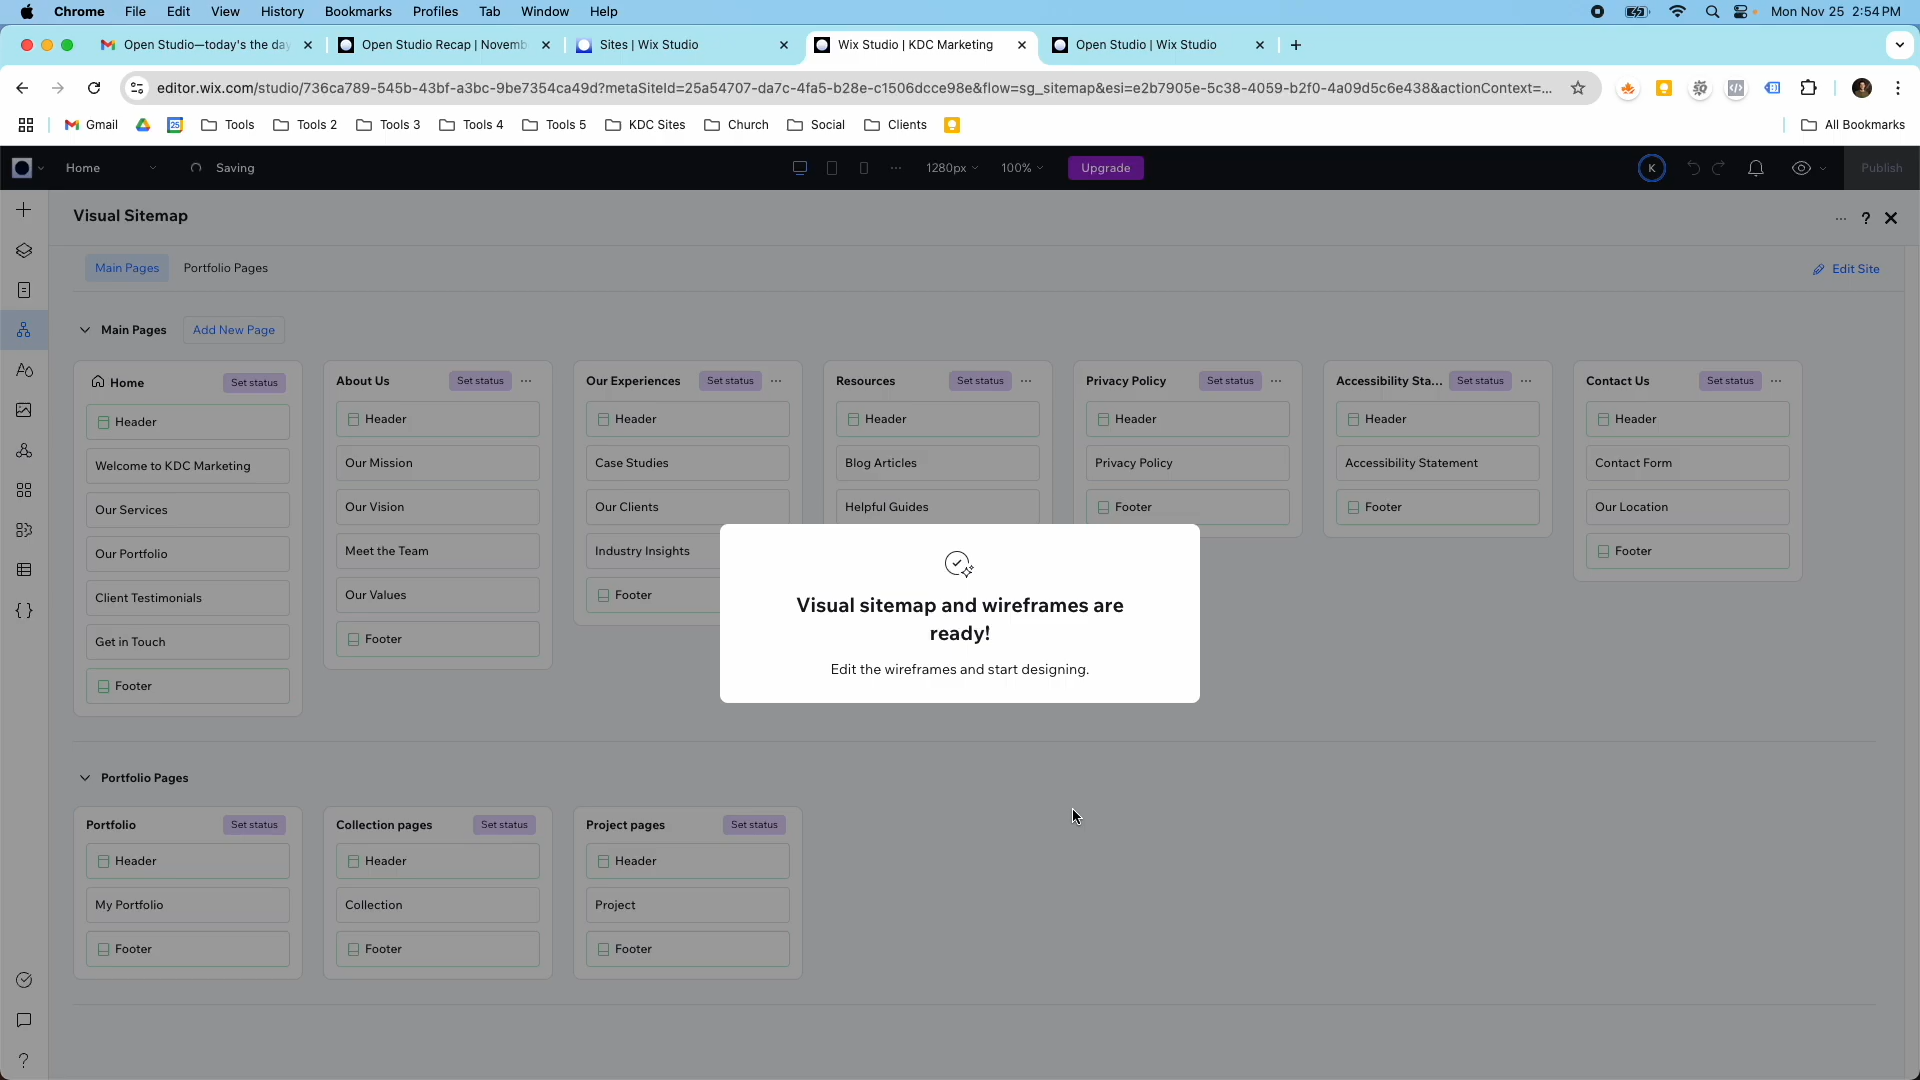 Chrome File Edit View History Bookmarks Profiles Tab Window Help Mon Nov 25 2:54 PM
Open Studio—today's the da Open Studio Recap | Novemb Sites | Wix Studio Wix Studio | KDC Marketing Open Studio | Wix Studio
editor.wix.com/studio/736ca789-545b-43bf-a3bc-9be7354ca49d?metaSiteId=25a54707-da7c-4fa5-b28e-c1506dcce98e&flow=sg_sitemap&esi=e2b7905e-5c38-4059-b2f0-4a09d5c6e438&actionContext=...
Gmail 25 Tools Tools 2 Tools 3 Tools 4 Tools 5 KDC Sites Church Social Clients All Bookmarks
Home Saving ... 1280px 100% Upgrade K Publish
Visual Sitemap ... ?
Main Pages Portfolio Pages Edit Site
Main Pages Add New Page
Home Set status
Header
Welcome to KDC Marketing
Our Services
Our Portfolio
Client Testimonials
Get in Touch
Footer
About Us Set status ...
Header
Our Mission
Our Vision
Meet the Team
Our Values
Footer
Our Experiences Set status ...
Header
Case Studies
Our Clients
Industry Insights
Footer
Resources Set status ...
Header
Blog Articles
Helpful Guides
Privacy Policy Set status ...
Header
Privacy Policy
Footer
Accessibility Sta... Set status ...
Header
Accessibility Statement
Footer
Contact Us Set status ...
Header
Contact Form
Our Location
Footer
Visual sitemap and wireframes are
ready!
Edit the wireframes and start designing.
Portfolio Pages
Portfolio Set status
Header
My Portfolio
Footer
Collection pages Set status
Header
Collection
Footer
Project pages Set status
Header
Project
Footer
?